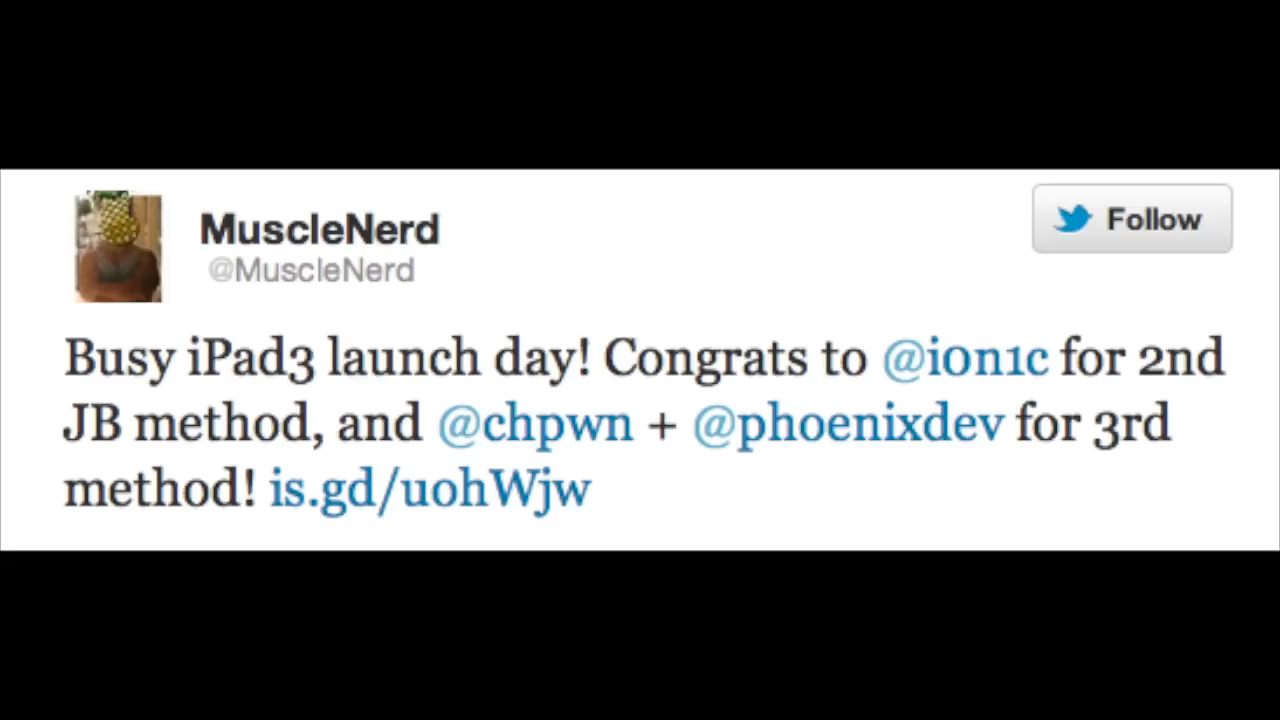 MuscleNerd
@MuscleNerd
Follow
Busy iPad3 launch day! Congrats to @i0n1c for 2nd
JB method, and @chpwn + @phoenixdev for 3rd
method! is.gd/uohWjw